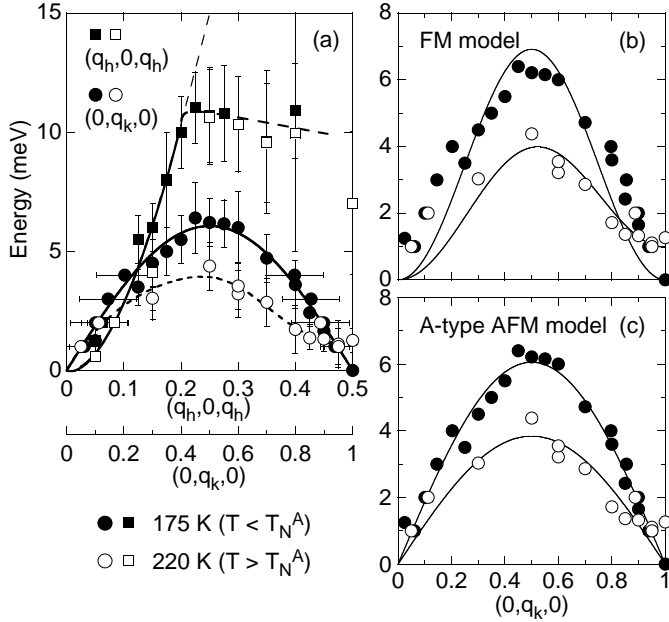 15
10
5
0
Energy (meV)
(a)
(q_h,0,q_h)
(0,q_k,0)
0 0.1 0.2 0.3 0.4 0.5
(q_h,0,q_h)
0 0.2 0.4 0.6 0.8 1
(0,q_k,0)
175 K (T < T_N^A)
220 K (T > T_N^A)
8
6
4
2
0
FM model
(b)
8
6
4
2
0
A-type AFM model
(c)
0 0.2 0.4 0.6 0.8 1
(0,q_k,0)